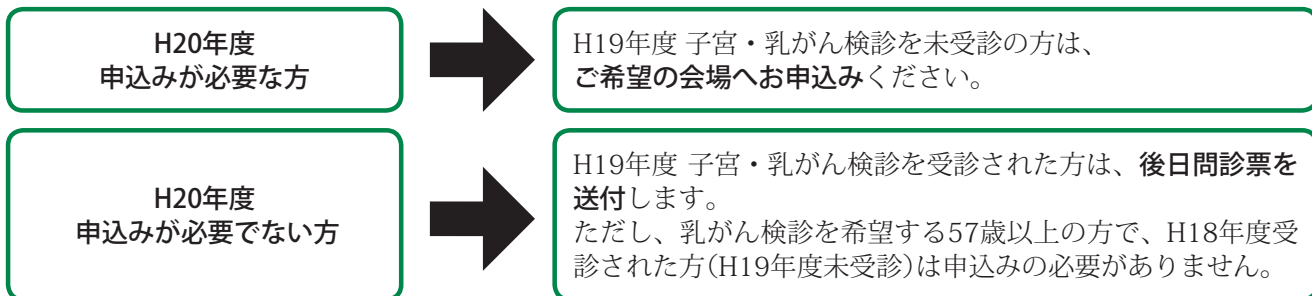 H20年度
申込みが必要な方
H19年度 子宮・乳がん検診を未受診の方は、
ご希望の会場へお申込みください。
H20年度
申込みが必要でない方
H19年度 子宮・乳がん検診を受診された方は、後日問診票を
送付します。
ただし、乳がん検診を希望する57歳以上の方で、H18年度受
診された方(H19年度未受診)は申込みの必要がありません。